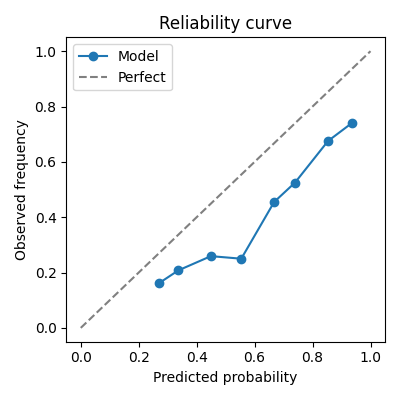 Reliability curve
Model
Perfect
1.0
0.8
0.6
0.4
0.2
0.0
Observed frequency
0.0 0.2 0.4 0.6 0.8 1.0
Predicted probability